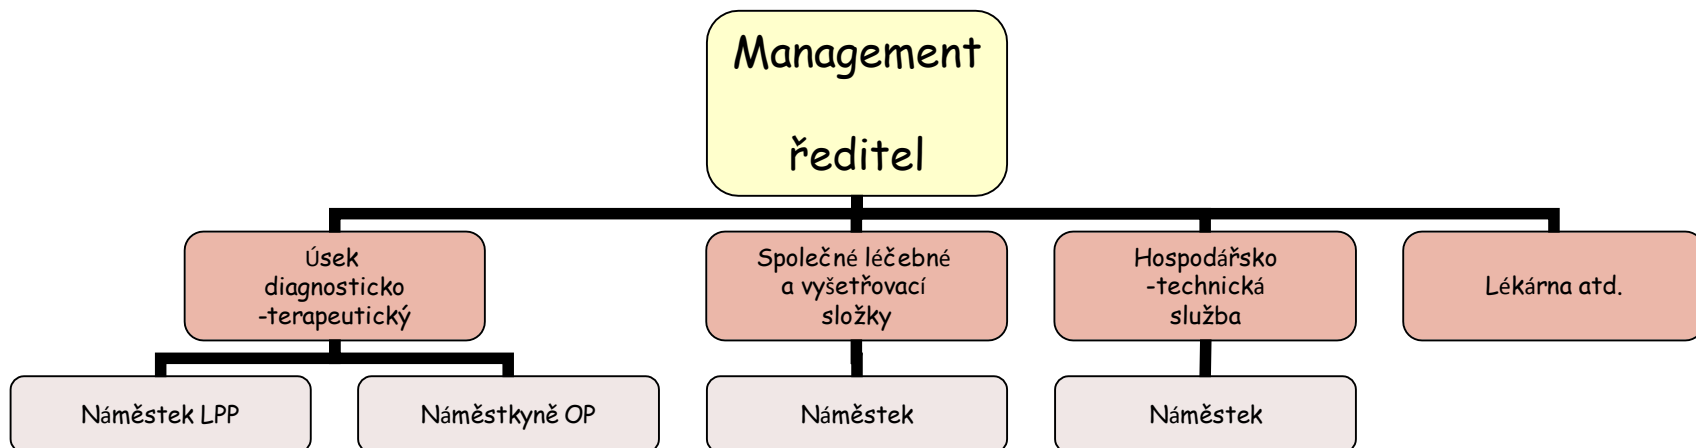 Management
ředitel
Úsek
diagnosticko
-terapeutický
Společné léčebné
a vyšetřovací
složky
Hospodářsko
-technická
služba
Lékárna atd.
Náměstek LPP
Náměstkyně OP
Náměstek
Náměstek